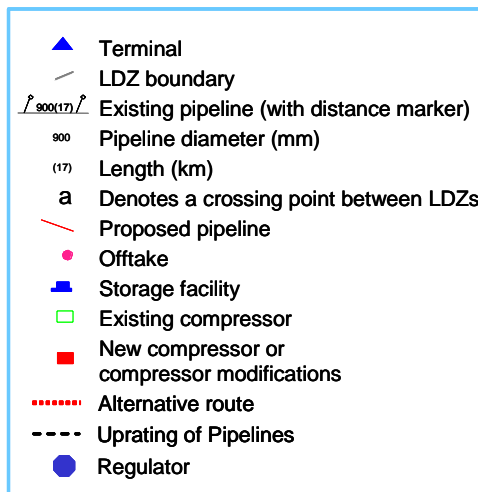 Terminal
LDZ boundary
900(17) Existing pipeline (with distance marker)
900 Pipeline diameter (mm)
(17) Length (km)
a Denotes a crossing point between LDZs
Proposed pipeline
Offtake
Storage facility
Existing compressor
New compressor or
compressor modifications
Alternative route
Uprating of Pipelines
Regulator